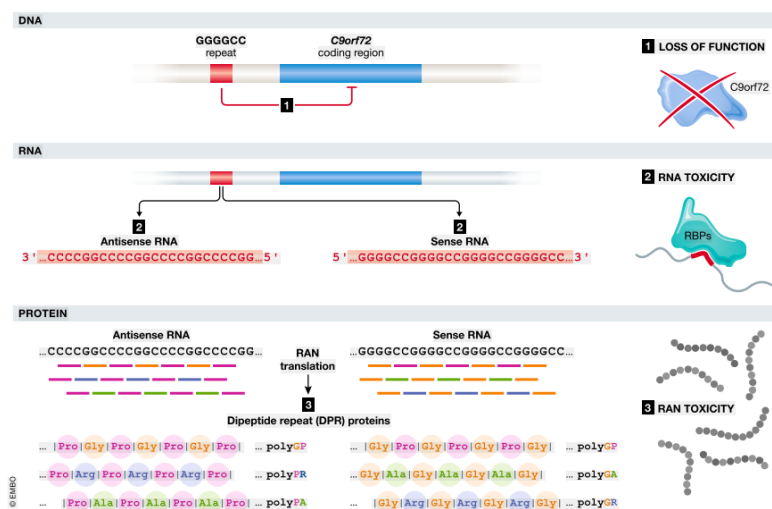 DNA
GGGGCC
repeat
C9orf72
coding region
1
1 LOSS OF FUNCTION
C9orf72
RNA
2
2
Antisense RNA
3'...CCCCGGCCCCGGCCCCGGCCCCGG...5'
Sense RNA
5'...GGGGCCGGGGCCGGGGCCGGGGCC...3'
2 RNA TOXICITY
RBPs
PROTEIN
Antisense RNA
...CCCCGGCCCCGGCCCCGGCCCCGG...
RAN
translation
3
Sense RNA
...GGGGCCGGGGCCGGGGCCGGGGCC...
Dipeptide repeat (DPR) proteins
|Pro|Gly|Pro|Gly|Pro|Gly| ...polyGP
Pro|Arg|Pro|Arg|Pro|Arg|Pro| ...polyPR
|Pro|Ala|Pro|Ala|Pro|Ala|Pro ...polyPA
|Gly|Pro|Gly|Pro|Gly|Pro| ...polyGP
Gly|Ala|Gly|Ala|Gly|Ala|Gly| ...polyGA
|Gly|Arg|Gly|Arg|Gly|Arg|Gly ...polyGR
3 RAN TOXICITY
© EMBO